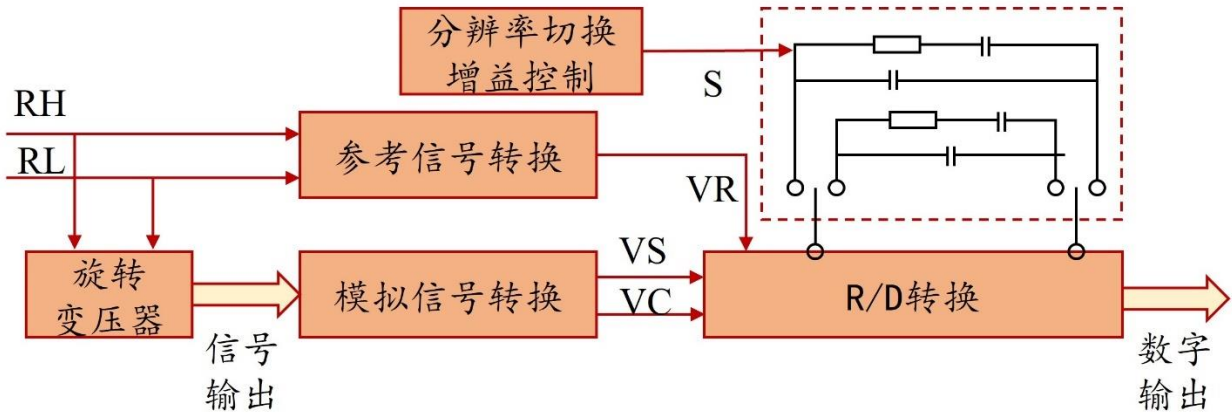 分辨率切换
增益控制
S
RH
RL
参考信号转换
VR
旋转
变压器
信号
输出
模拟信号转换
VS
VC
R/D转换
数字
输出